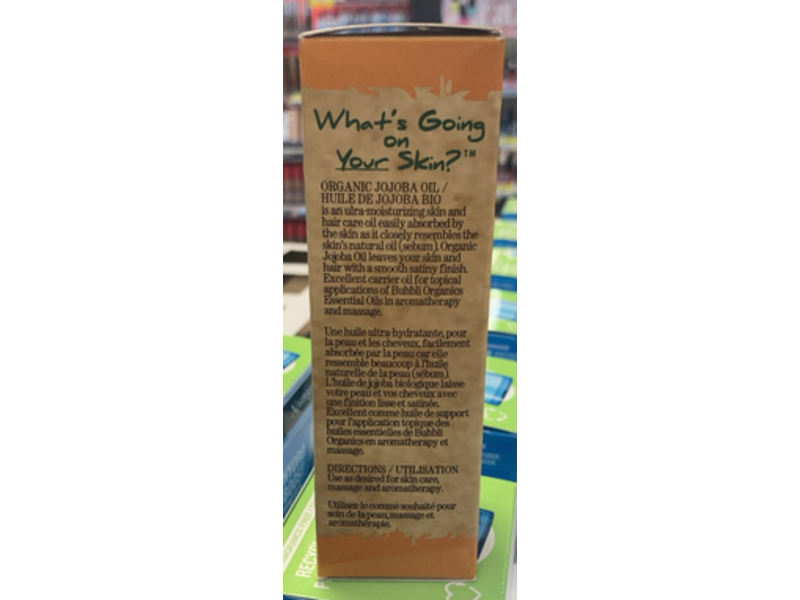 What's Going
on
Your Skin?™
ORGANIC JOJOBA OIL /
HUILE DE JOJOBA BIO
is an ulra-moisturizing skin and
hair care oil easily absorbed by
the skin as it closely resembles the
skin's natural oil (sebum). Organic
Jojoba Oil leaves your skin and
hair with a smooth satiny finish.
Excellent carrier oil for topical
applications of Bubbli Organics
Essential Oils in aromatherapy
and massage.
Une huile ultra-hydratante, pour
la peau et les cheveux, facilement
absorbée par la peau car elle
ressemble beaucoup à l'huile
naturelle de la peau (sébum).
L'huile de jojoba biologique laisse
votre peau et vos cheveux avec
une finition lisse et satinée.
Excellent comme huile de support
pour l'application topique des
huiles essentielles de Bubbli
Organics en aromatherapy et
massage.
DIRECTIONS / UTILISATION
Use as desired for skin care,
massage and aromatherapy.
Utilisez-le comme souhaité pour
soin de la peau, massage et
aromathérapie.